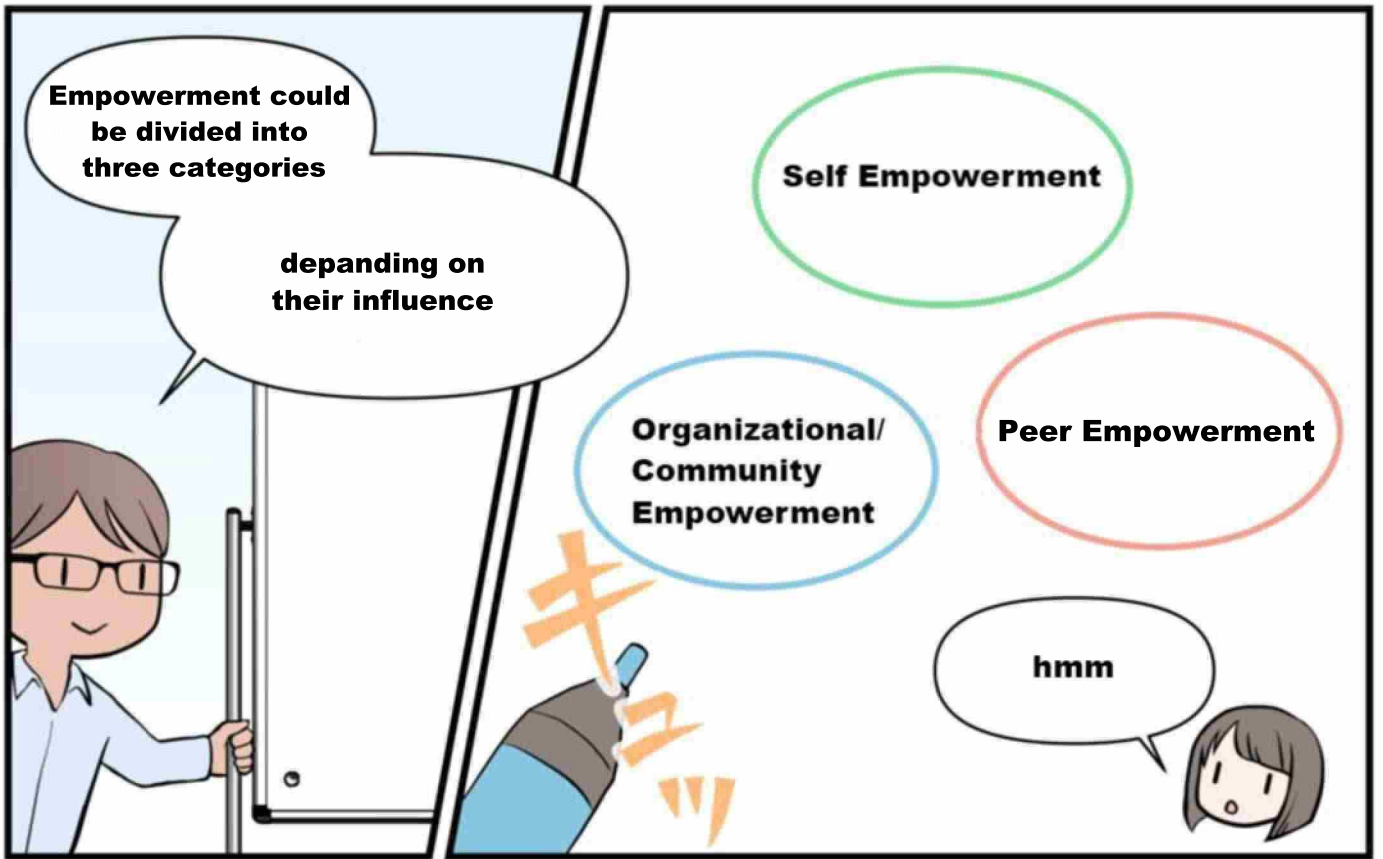 Empowerment could
be divided into
three categories
depanding on
their influence
Self Empowerment
Organizational/
Community
Empowerment
Peer Empowerment
hmm
キュッ